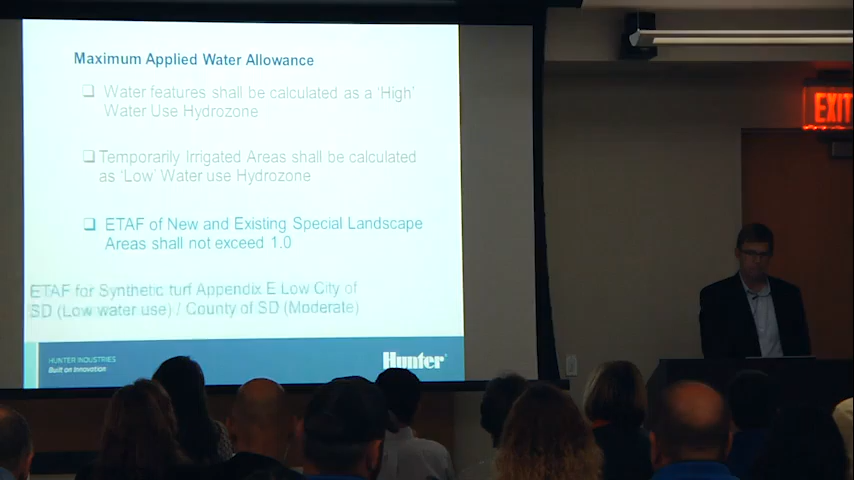 Maximum Applied Water Allowance
❑ Water features shall be calculated as a ‘High’
Water Use Hydrozone
❑ Temporarily Irrigated Areas shall be calculated
as ‘Low’ Water use Hydrozone
❑ ETAF of New and Existing Special Landscape
Areas shall not exceed 1.0
ETAF for Synthetic turf Appendix E Low City of
SD (Low water use) / County of SD (Moderate)
HUNTER INDUSTRIES
Built on Innovation
Hunter®
EXIT